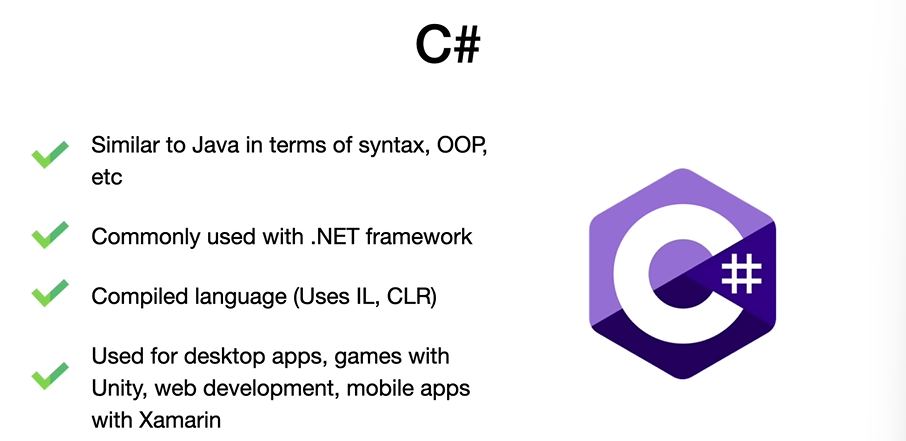 C#
Similar to Java in terms of syntax, OOP,
etc
Commonly used with .NET framework
Compiled language (Uses IL, CLR)
Used for desktop apps, games with
Unity, web development, mobile apps
with Xamarin
C#